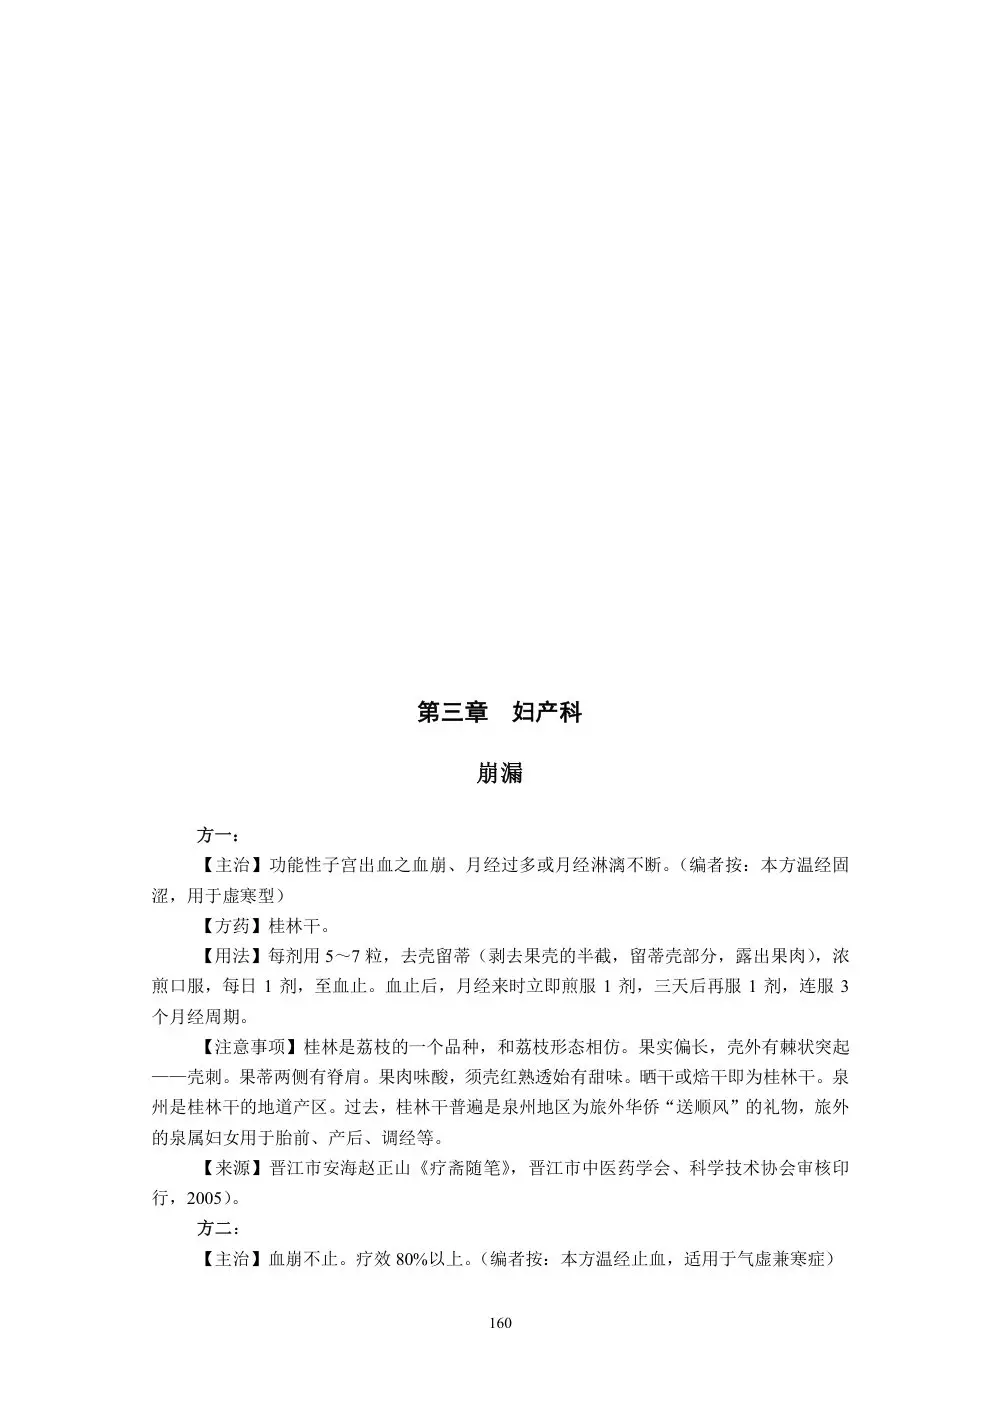 第三章　妇产科
崩漏
方一：
【主治】功能性子宫出血之血崩、月经过多或月经淋漓不断。（编者按：本方温经固
涩，用于虚寒型）
【方药】桂林干。
【用法】每剂用 5～7 粒，去壳留蒂（剥去果壳的半截，留蒂壳部分，露出果肉），浓
煎口服，每日 1 剂，至血止。血止后，月经来时立即煎服 1 剂，三天后再服 1 剂，连服 3
个月经周期。
【注意事项】桂林是荔枝的一个品种，和荔枝形态相仿。果实偏长，壳外有棘状突起
——壳刺。果蒂两侧有脊肩。果肉味酸，须壳红熟透始有甜味。晒干或焙干即为桂林干。泉
州是桂林干的地道产区。过去，桂林干普遍是泉州地区为旅外华侨“送顺风”的礼物，旅外
的泉属妇女用于胎前、产后、调经等。
【来源】晋江市安海赵正山《疗斋随笔》，晋江市中医药学会、科学技术协会审核印
行，2005）。
方二：
【主治】血崩不止。疗效 80%以上。（编者按：本方温经止血，适用于气虚兼寒症）
160